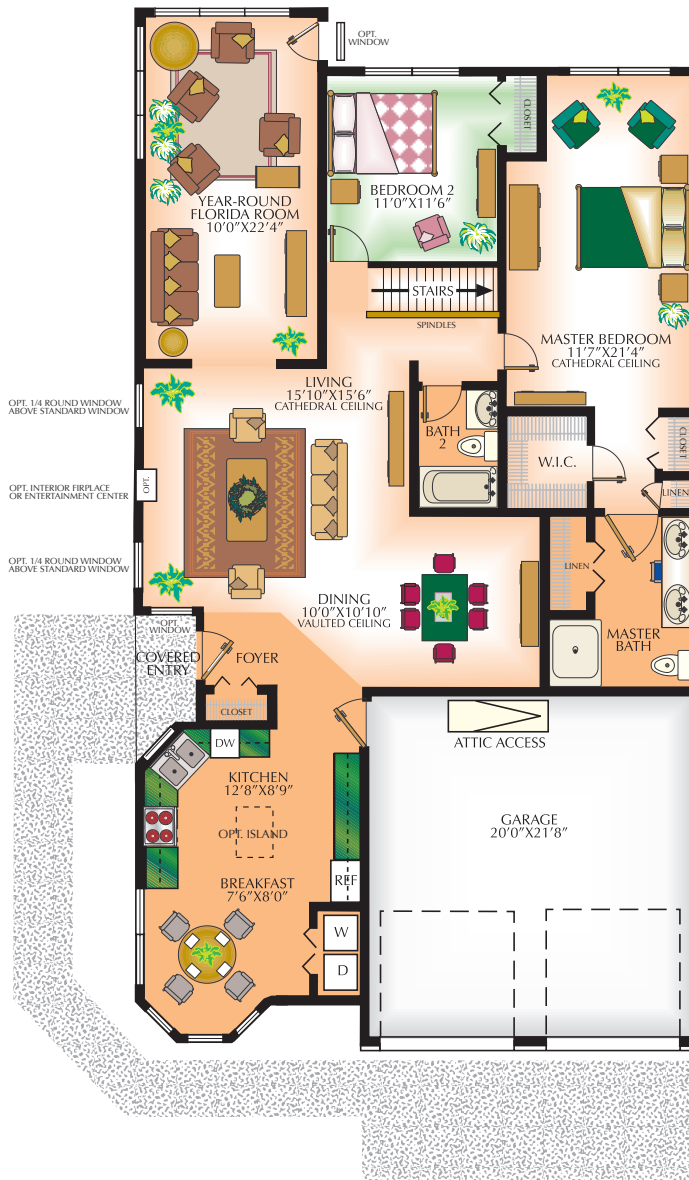 OPT.
WINDOW
CLOSET
YEAR-ROUND
FLORIDA ROOM
10'0"X22'4"
BEDROOM 2
11'0"X11'6"
STAIRS
SPINDLES
MASTER BEDROOM
11'7"X21'4"
CATHEDRAL CEILING
LIVING
15'10"X15'6"
CATHEDRAL CEILING
OPT. 1/4 ROUND WINDOW
ABOVE STANDARD WINDOW
BATH
2
W.I.C.
CLOSET
OPT. INTERIOR FIRPLACE
OR ENTERTAINMENT CENTER
OPT.
LINEN
OPT. 1/4 ROUND WINDOW
ABOVE STANDARD WINDOW
LINEN
DINING
10'0"X10'10"
VAULTED CEILING
OPT.
WINDOW
COVERED
ENTRY
FOYER
MASTER
BATH
CLOSET
DW
ATTIC ACCESS
KITCHEN
12'8"X8'9"
OPT. ISLAND
GARAGE
20'0"X21'8"
BREAKFAST
7'6"X8'0"
REF
W
D